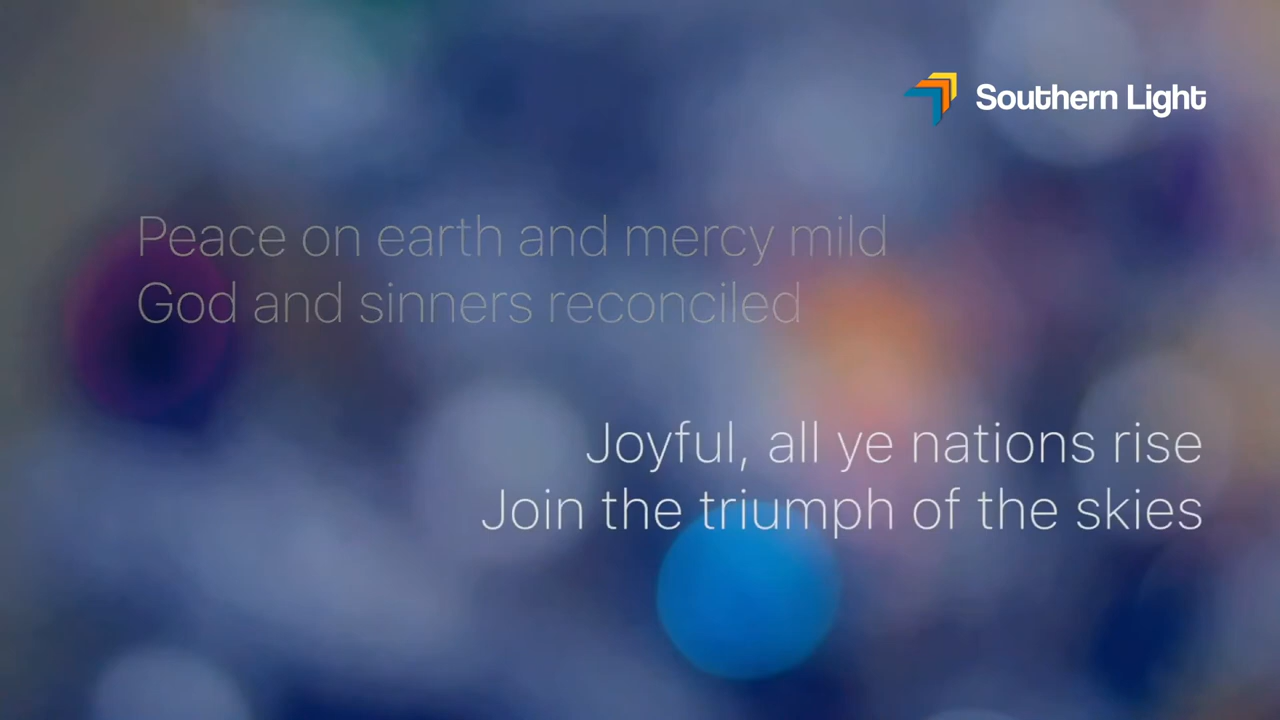 Southern Light
Peace on earth and mercy mild
God and sinners reconciled
Joyful, all ye nations rise
Join the triumph of the skies